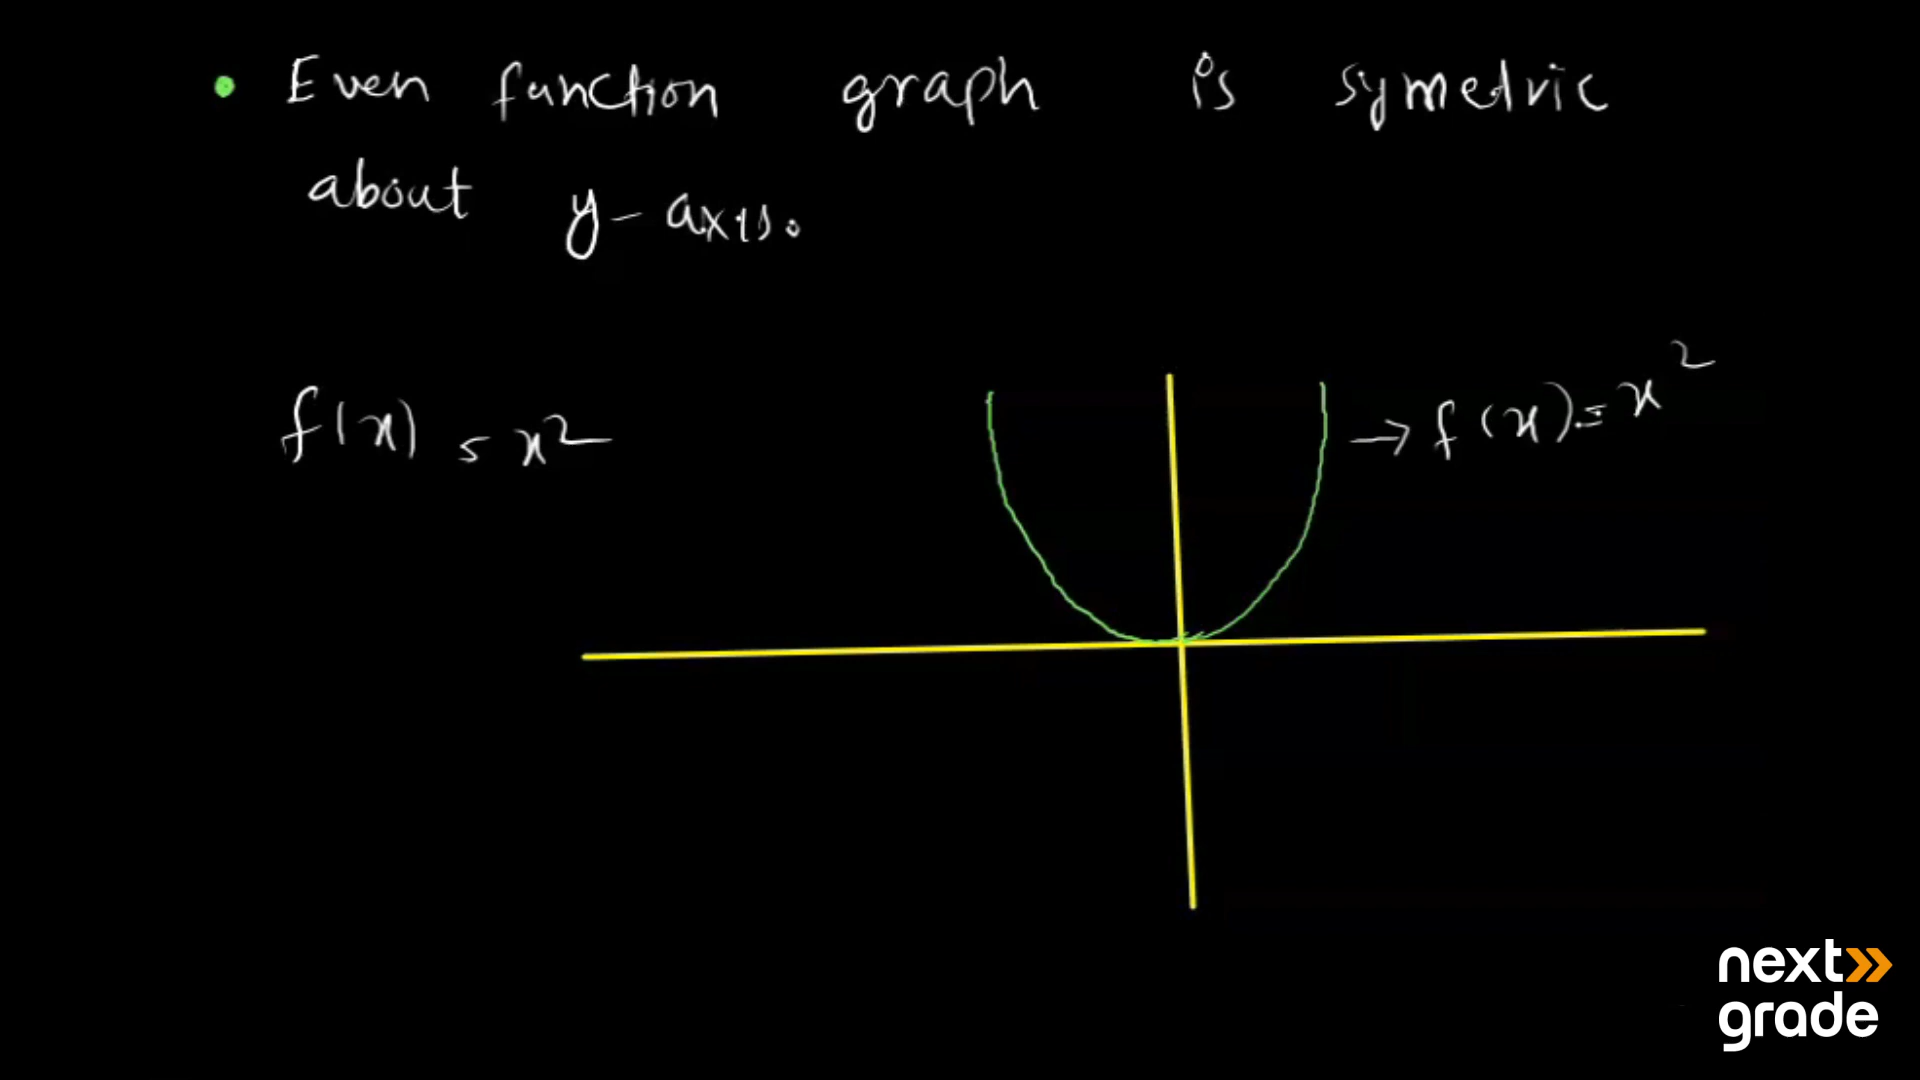 • Even function graph is symetric
about y-axis.
f(x) = x²
→ f(x) = x²
next
grade